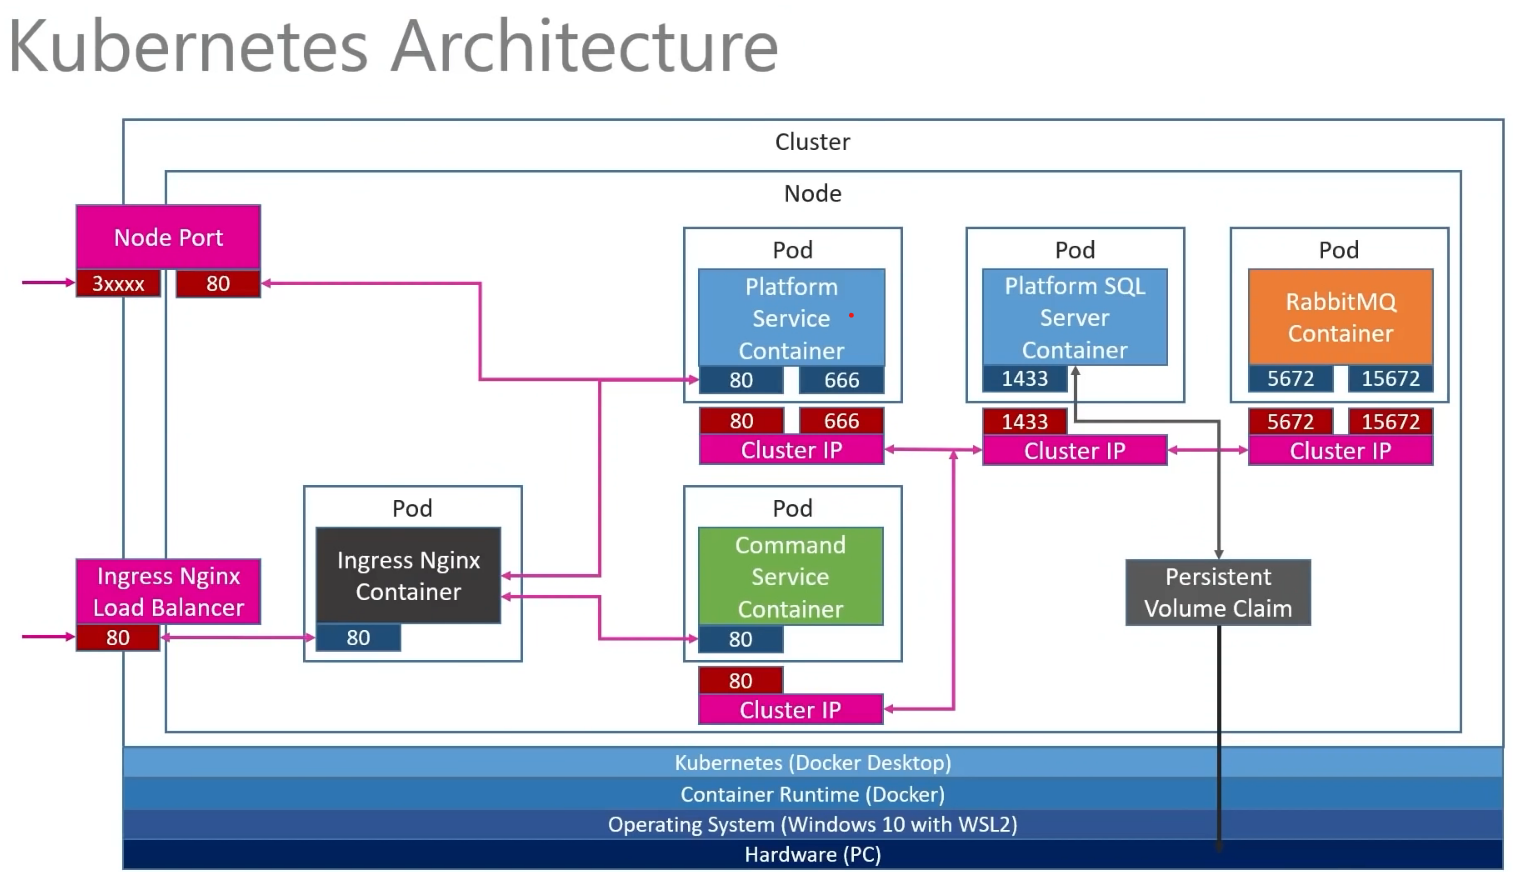 Kubernetes Architecture
Cluster
Node
Node Port
3xxxx
80
Pod
Platform
Service
Container
80
666
80
666
Cluster IP
Pod
Platform SQL
Server
Container
1433
1433
Cluster IP
Pod
RabbitMQ
Container
5672
15672
5672
15672
Cluster IP
Ingress Nginx
Load Balancer
80
Pod
Ingress Nginx
Container
80
Pod
Command
Service
Container
80
80
Cluster IP
Persistent
Volume Claim
Kubernetes (Docker Desktop)
Container Runtime (Docker)
Operating System (Windows 10 with WSL2)
Hardware (PC)